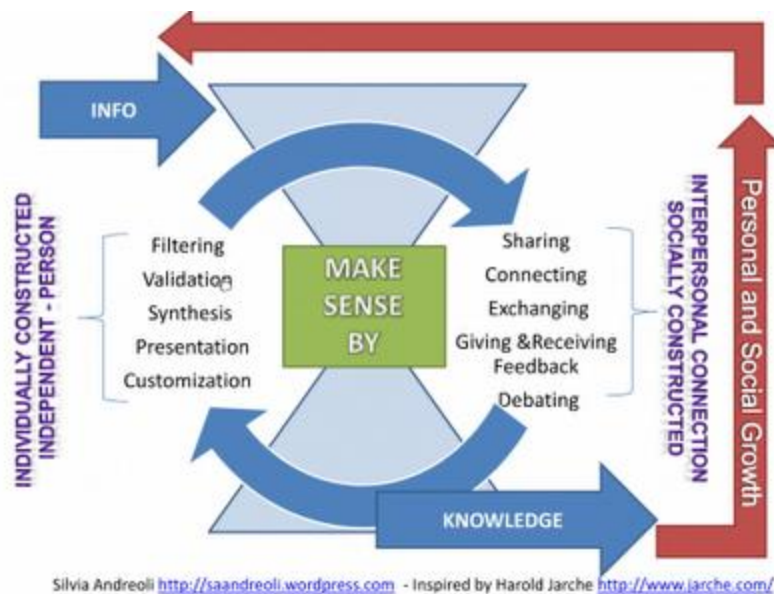 INFO
INDIVIDUALLY CONSTRUCTED
INDEPENDENT - PERSON
Filtering
Validation
Synthesis
Presentation
Customization
MAKE
SENSE
BY
Sharing
Connecting
Exchanging
Giving &Receiving
Feedback
Debating
INTERPERSONAL CONNECTION
SOCIALLY CONSTRUCTED
Personal and Social Growth
KNOWLEDGE
Silvia Andreoli http://saandreoli.wordpress.com - Inspired by Harold Jarche http://www.jarche.com/